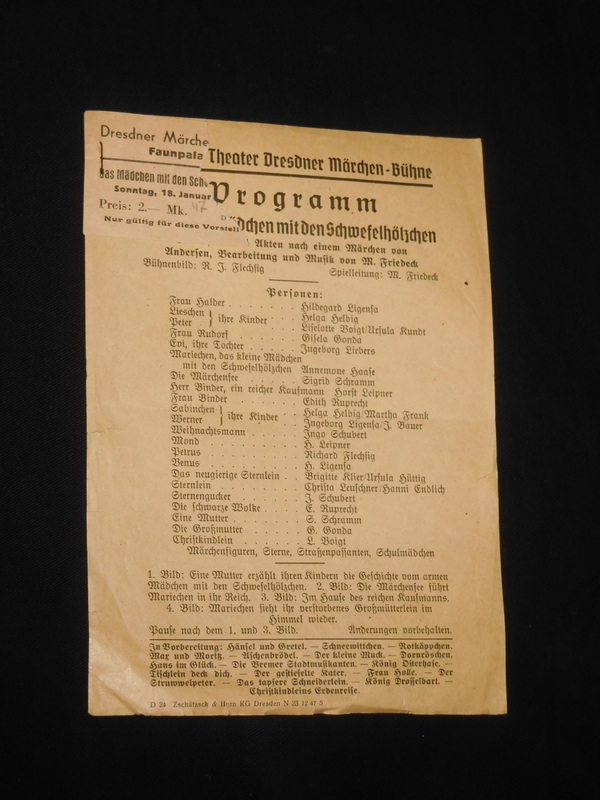 Dresdner Märche
Faunpala
Das Mädchen mit den Sch
Sonntag, 18. Januar 47
Preis: 2.— Mk.
Nur gültig für diese Vorstell
Theater Dresdner Märchen-Bühne
Programm
dchen mit den Schwefelhölzchen
Akten nach einem Märchen von
Andersen, Bearbeitung und Musik von M. Friedeck
Bühnenbild: R. J. Flechsig Spielleitung: M. Friedeck
Personen:
Frau Halder . . . . . . . Hildegard Ligensa
Lieschen } ihre Kinder . . . Helga Helbig
Peter } Liselotte Voigt/Ursula Kundt
Frau Rudorf . . . . . . . Gisela Gonda
Evi, ihre Tochter . . . . . Ingeborg Liebers
Mariechen, das kleine Mädchen
mit den Schwefelhölzchen Annemone Haase
Die Märchenfee . . . . . Sigrid Schramm
Herr Binder, ein reicher Kaufmann Horst Leipner
Frau Binder . . . . . . Edith Ruprecht
Sabinchen } ihre Kinder . . Helga Helbig/Martha Frank
Werner } Ingeborg Ligensa/J. Bauer
Weihnachtsmann . . . . . Ingo Schubert
Mond . . . . . . . . H. Leipner
Petrus . . . . . . . . Richard Flechsig
Venus . . . . . . . . H. Ligensa
Das neugierige Sternlein . . Brigitte Klier/Ursula Hüttig
Sternlein . . . . . . . Christa Leuschner/Hanni Endlich
Sternengucker . . . . . . J. Schubert
Die schwarze Wolke . . . . E. Ruprecht
Eine Mutter . . . . . . S. Schramm
Die Großmutter . . . . . G. Gonda
Christkindlein . . . . . L. Voigt
Märchenfiguren, Sterne, Straßenpassanten, Schulmädchen
1. Bild: Eine Mutter erzählt ihren Kindern die Geschichte vom armen
Mädchen mit den Schwefelhölzchen. 2. Bild: Die Märchenfee führt
Mariechen in ihr Reich. 3. Bild: Im Hause des reichen Kaufmanns.
4. Bild: Mariechen sieht ihr verstorbenes Großmütterlein im
Himmel wieder.
Pause nach dem 1. und 3. Bild. Änderungen vorbehalten.
In Vorbereitung: Hänsel und Gretel. — Schneewittchen. — Rotkäppchen.
Max und Moritz. — Aschenbrödel. — Der kleine Muck. — Dornröschen.
Hans im Glück. — Die Bremer Stadtmusikanten. — König Osterhase. —
Tischlein deck dich. — Der gestiefelte Kater. — Frau Holle. — Der
Struwwelpeter. — Das tapfere Schneiderlein. — König Drosselbart. —
Christkindleins Erdenreise.
D 24 Zschätzsch & Horn KG Dresden N 23 12 47 5